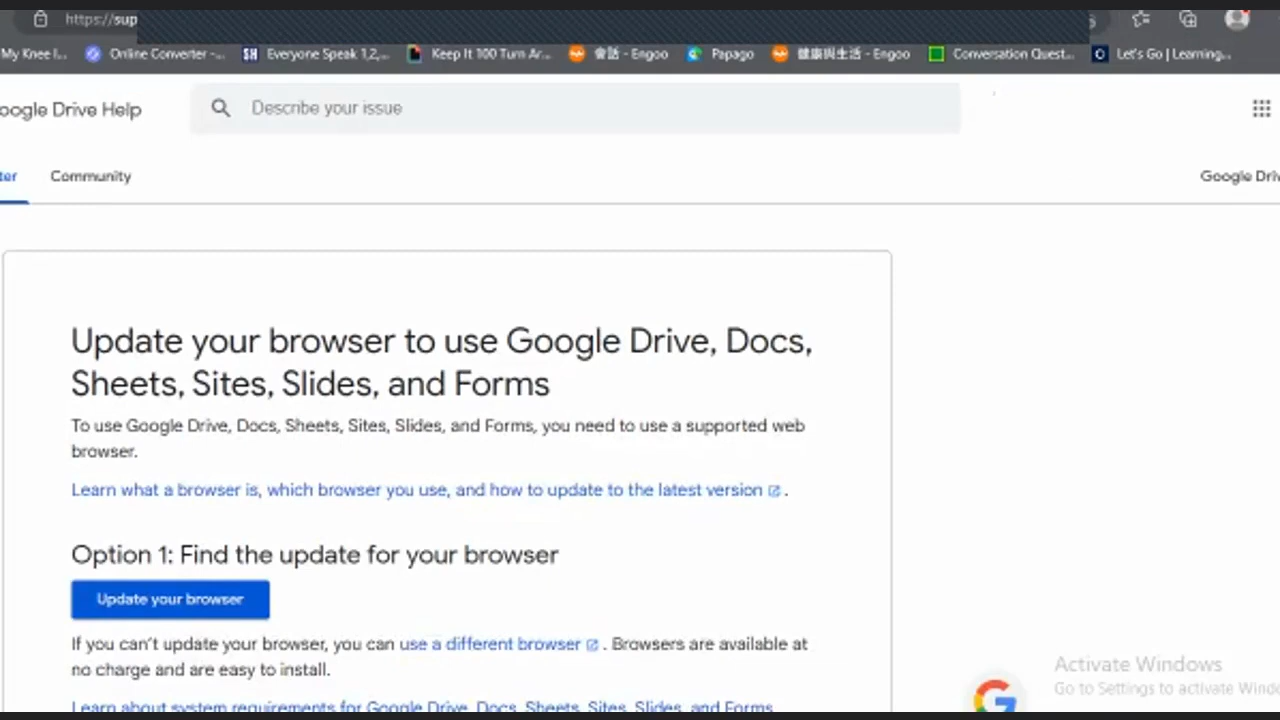 https://sup
My Knee I...
Online Converter -...
SH Everyone Speak 1,2,...
Keep It 100 Turn Ar...
會話 - Engoo
Papago
健康與生活 - Engoo
Conversation Quest...
Let's Go | Learning...
oogle Drive Help
Describe your issue
ter
Community
Google Driv
Update your browser to use Google Drive, Docs,
Sheets, Sites, Slides, and Forms
To use Google Drive, Docs, Sheets, Sites, Slides, and Forms, you need to use a supported web
browser.
Learn what a browser is, which browser you use, and how to update to the latest version .
Option 1: Find the update for your browser
Update your browser
If you can't update your browser, you can use a different browser . Browsers are available at
no charge and are easy to install.
Learn about system requirements for Google Drive, Docs, Sheets, Sites, Slides, and Forms
Activate Windows
Go to Settings to activate Windo